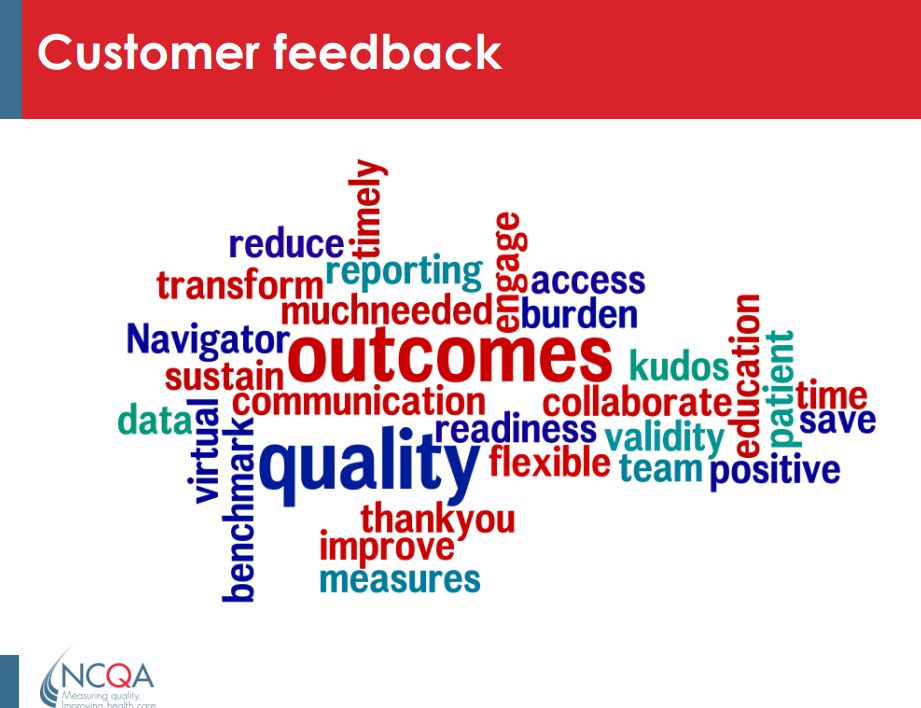 Customer feedback
timely
reduce
engage
reporting
transform
access
muchneeded
burden
Navigator
outcomes
education
kudos
patient
sustain
time
communication
collaborate
data
save
virtual
readiness
validity
benchmark
quality
flexible
team
positive
thankyou
improve
measures
NCQA
Measuring quality.
Improving health care